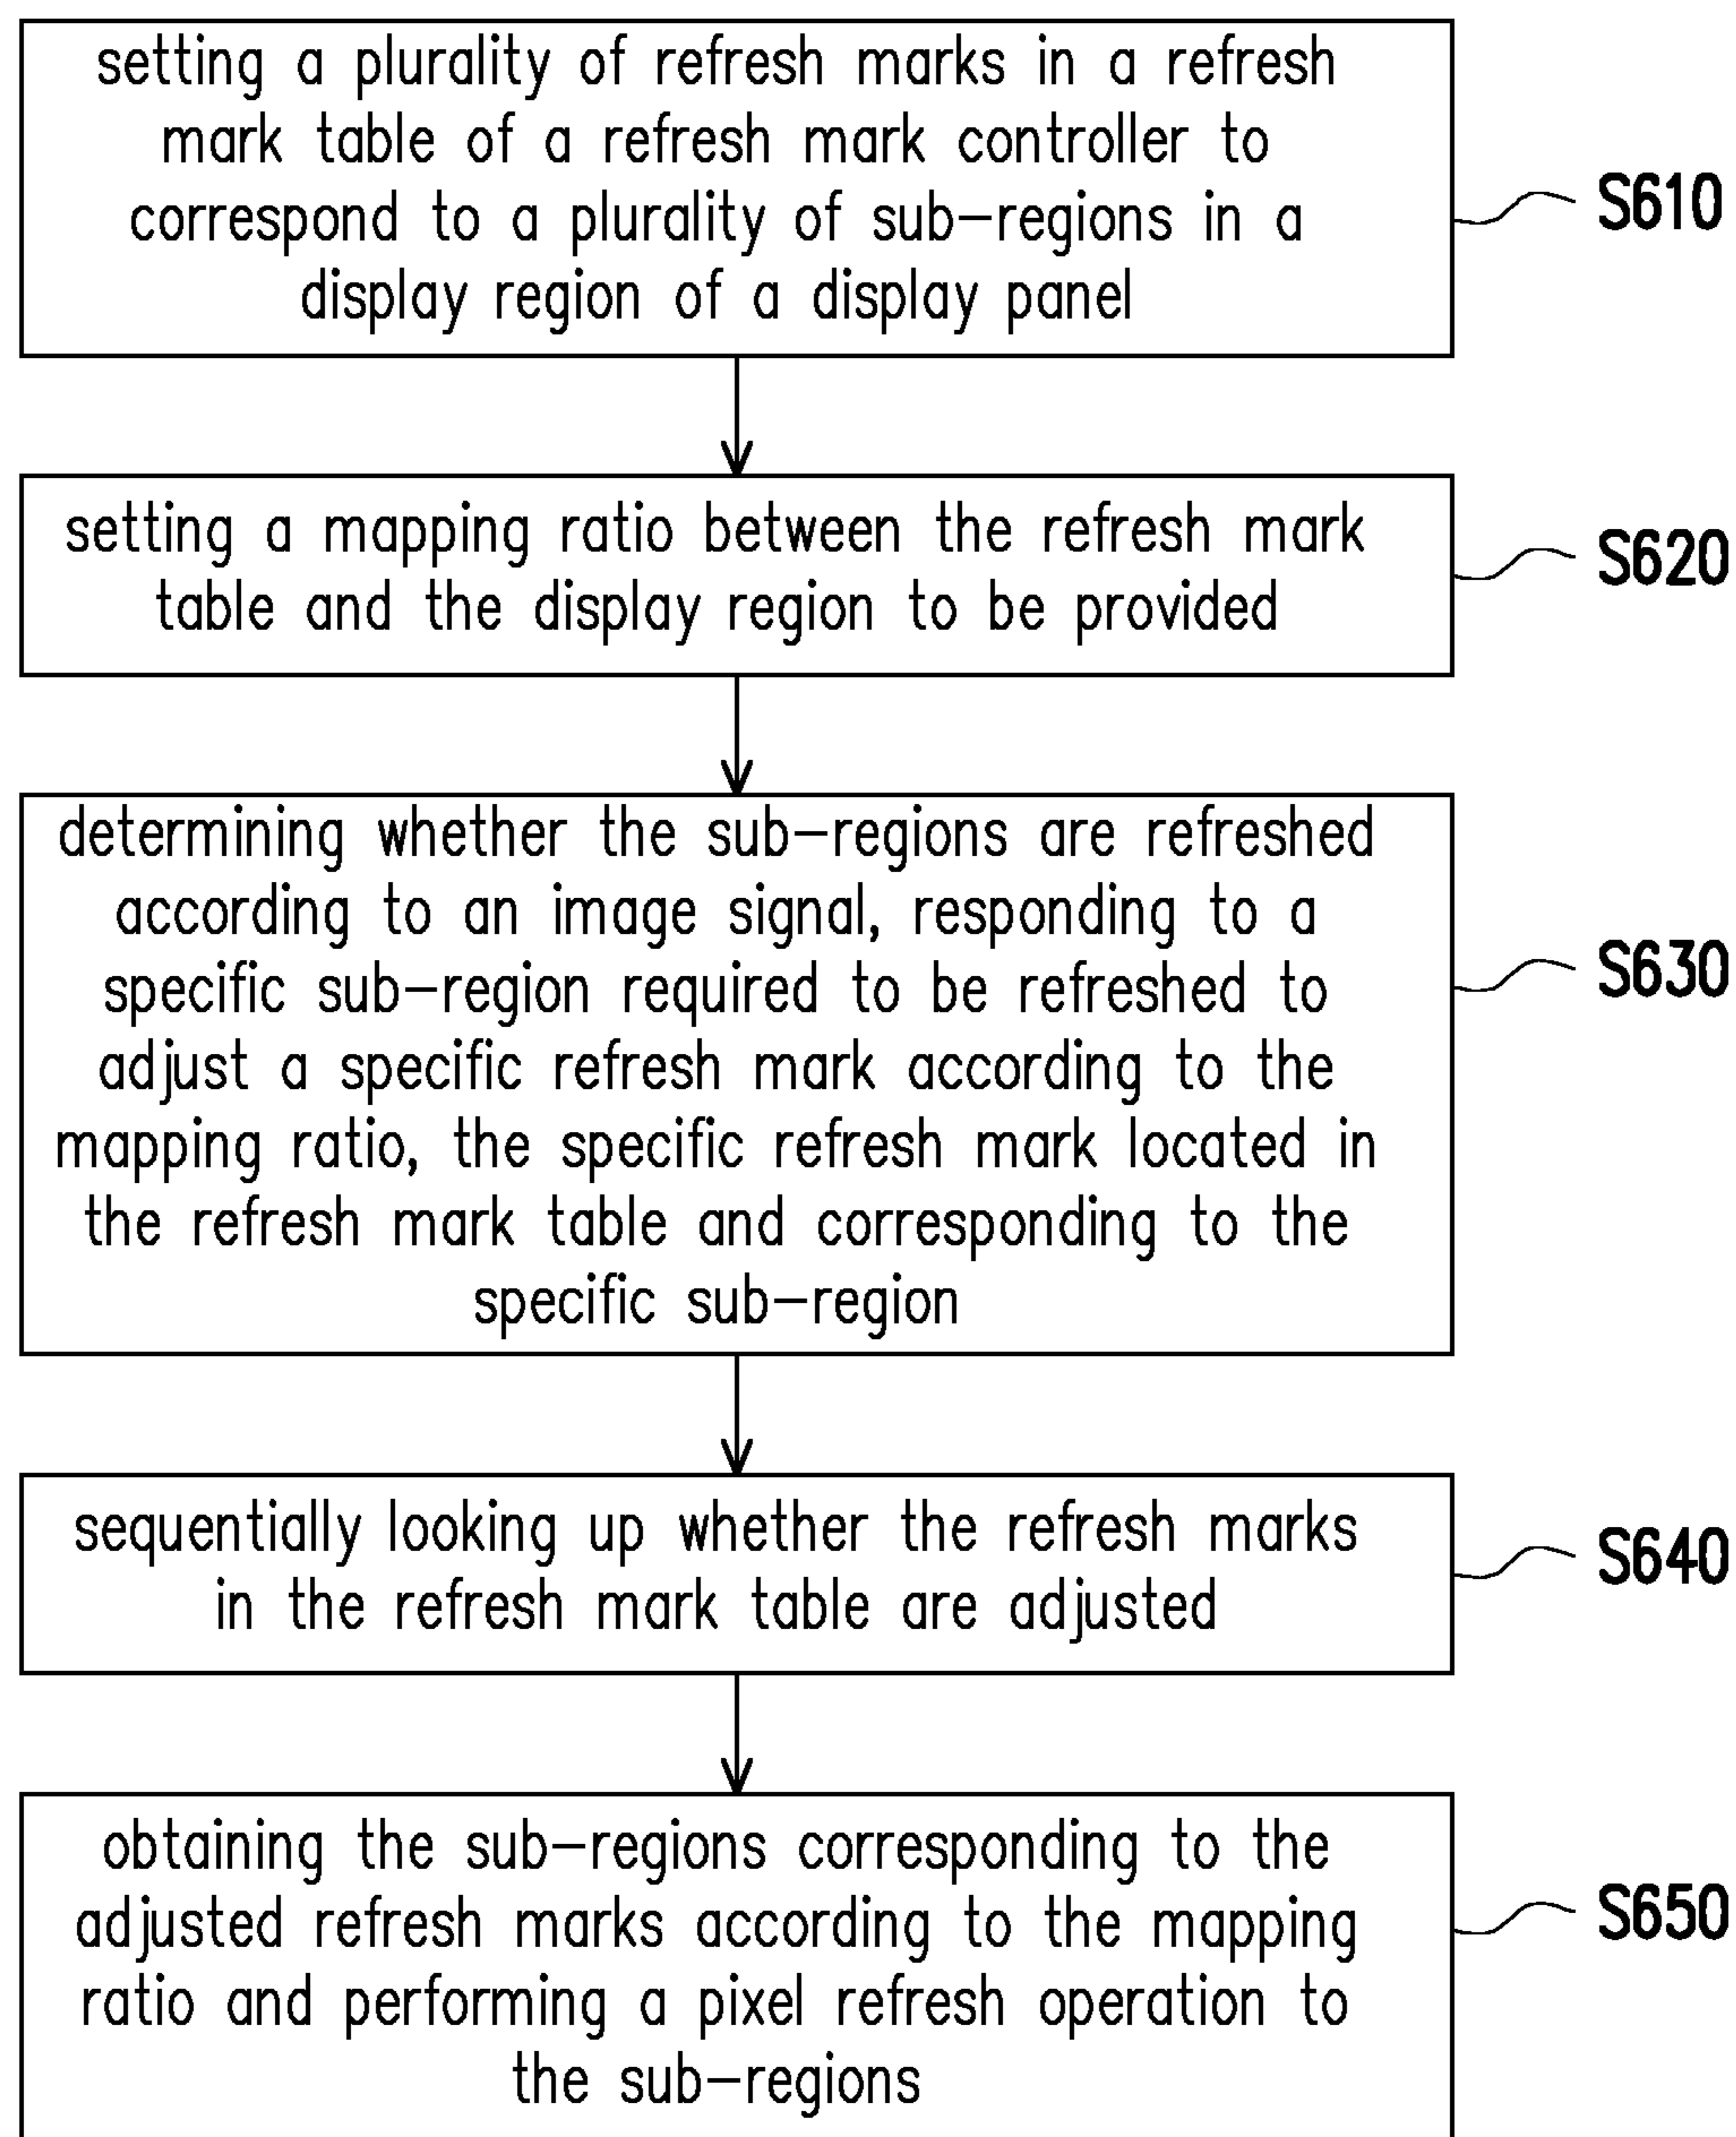 setting a plurality of refresh marks in a refresh
mark table of a refresh mark controller to
correspond to a plurality of sub-regions in a
display region of a display panel
S610
setting a mapping ratio between the refresh mark
table and the display region to be provided
S620
determining whether the sub-regions are refreshed
according to an image signal, responding to a
specific sub-region required to be refreshed to
adjust a specific refresh mark according to the
mapping ratio, the specific refresh mark located in
the refresh mark table and corresponding to the
specific sub-region
S630
sequentially looking up whether the refresh marks
in the refresh mark table are adjusted
S640
obtaining the sub-regions corresponding to the
adjusted refresh marks according to the mapping
ratio and performing a pixel refresh operation to
the sub-regions
S650